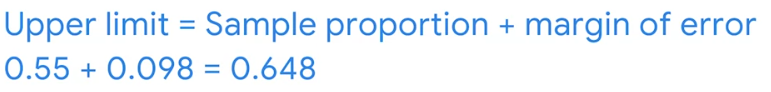 Upper limit = Sample proportion + margin of error
0.55 + 0.098 = 0.648